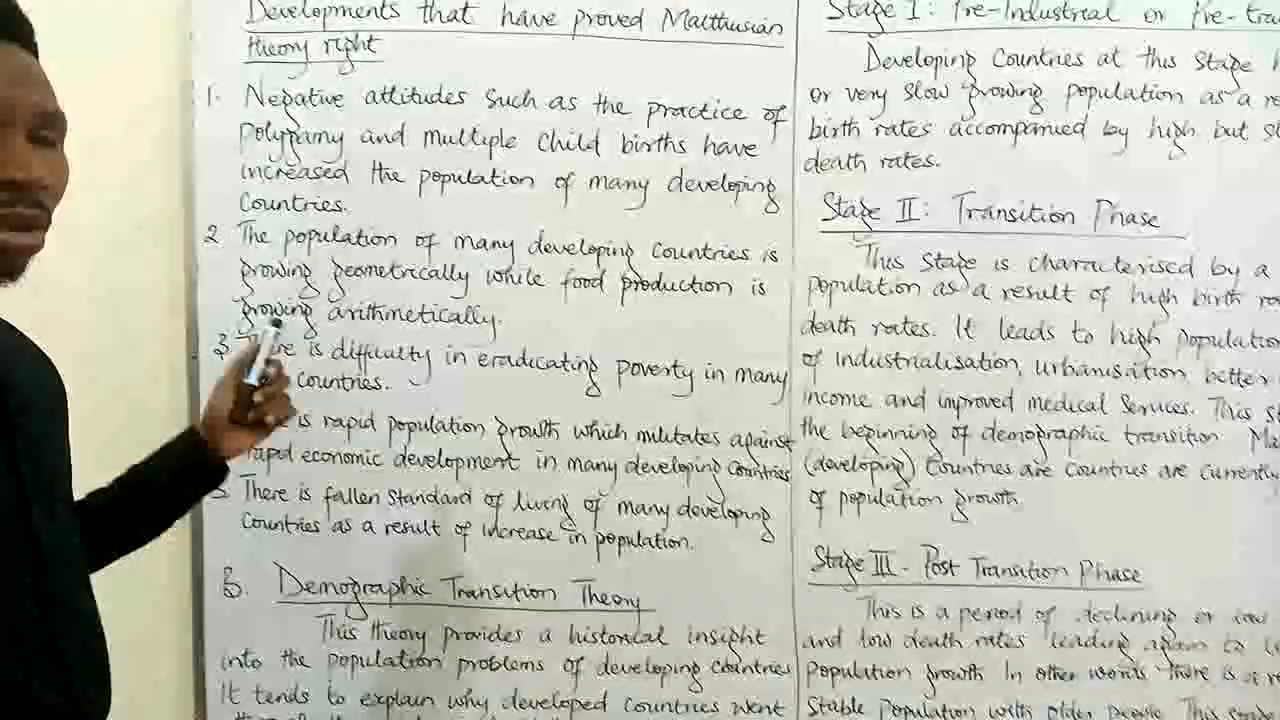 Developments that have proved Malthusian
theory right
1. Negative attitudes such as the practice of
polygamy and multiple child births have
increased the population of many developing
Countries.
2. The population of many developing countries is
growing geometrically while food production is
growing arithmetically.
3. There is difficulty in eradicating poverty in many
countries.
is rapid population growth which militates against
rapid economic development in many developing countries
5. There is fallen standard of living of many developing
Countries as a result of increase in population.
B. Demographic Transition Theory
This theory provides a historical insight
into the population problems of developing countries
It tends to explain why developed countries went
Stage I: Pre-Industrial or Pre-
Developing Countries at this stage
or very slow growing population as a
birth rates accompanied by high but
death rates.
Stage II: Transition Phase
This stage is characterised by a
population as a result of high birth
death rates. It leads to high population
of industrialisation, urbanisation, better
income and improved medical services. This
the beginning of demographic transition
(developing) Countries are Countries are
of population growth.
Stage III - Post Transition Phase
This is a period of declining or low
and low death rates leading again to
population growth. In other words there is
Stable population with older people. This